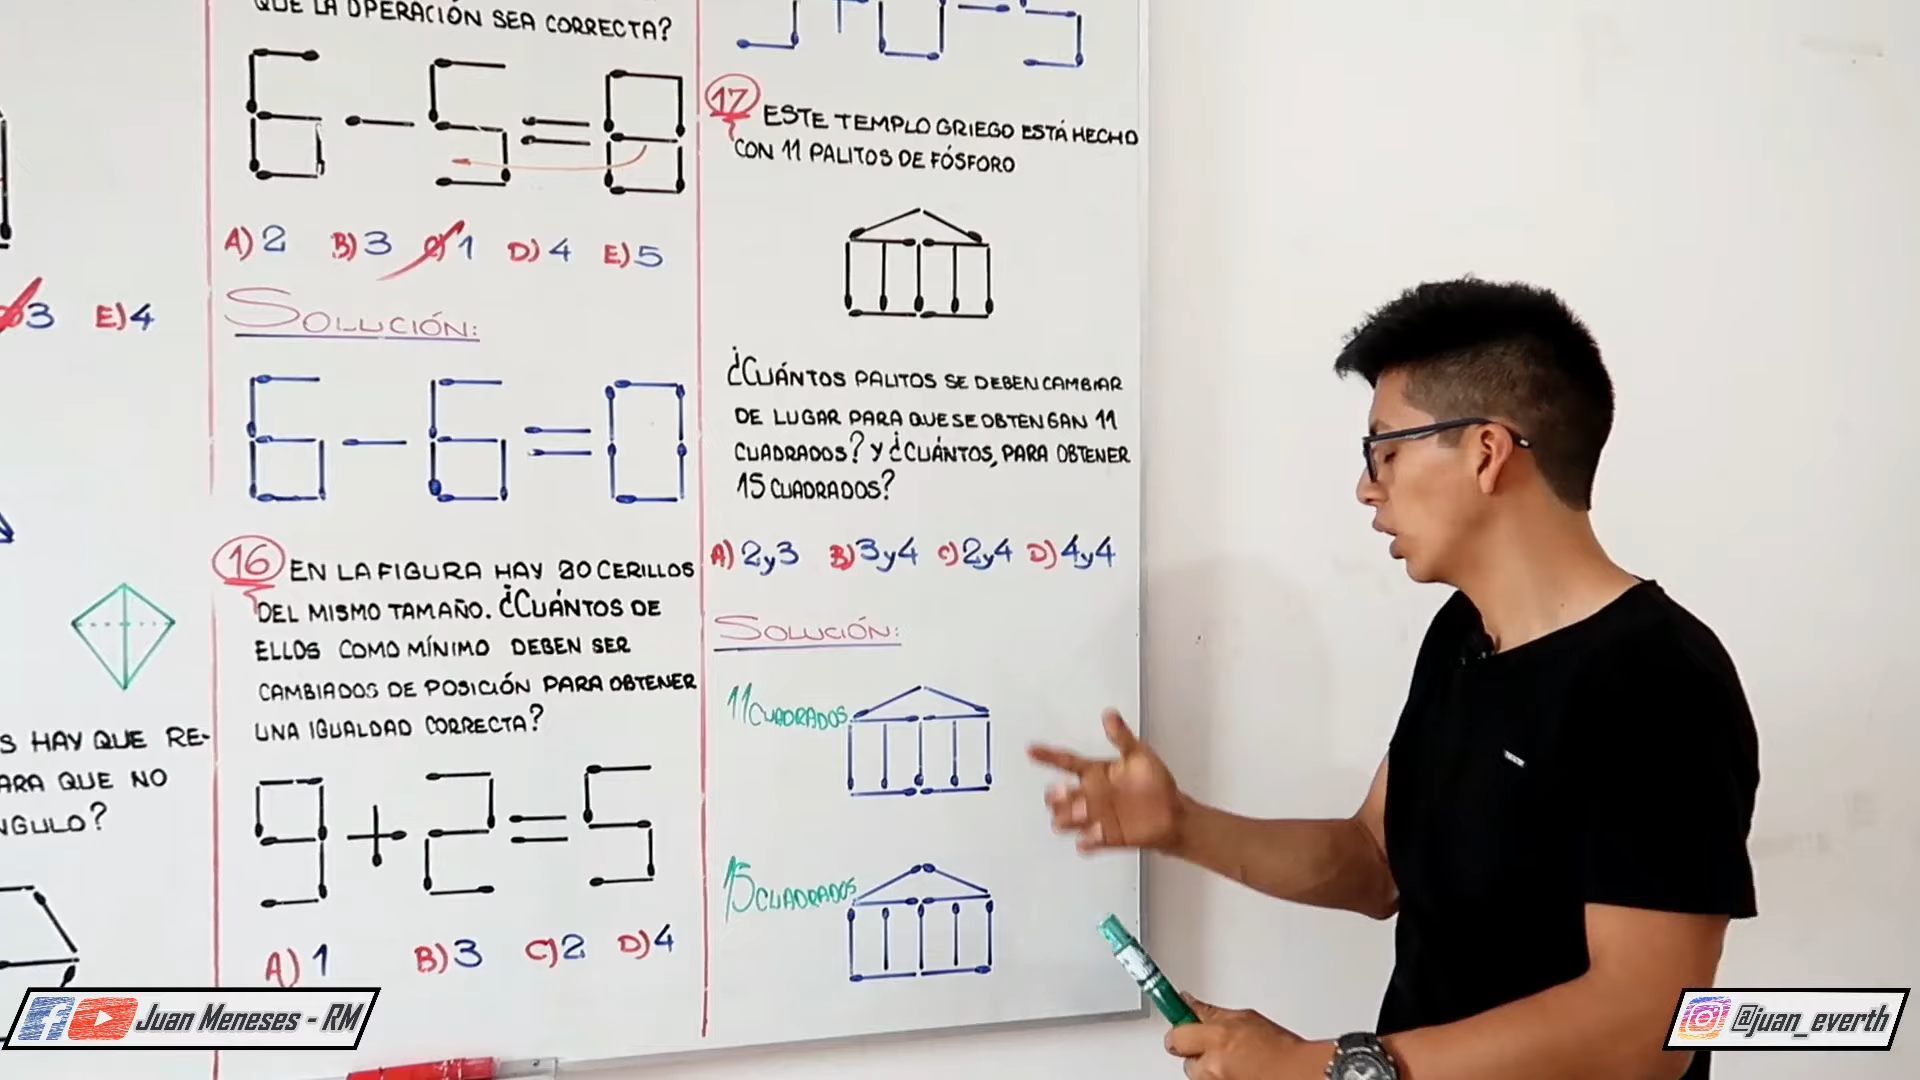 QUE LA OPERACIÓN SEA CORRECTA?
6 - 5 = 8
A) 2 B) 3 C) 1 D) 4 E) 5
SOLUCIÓN:
6 - 6 = 0
16 EN LA FIGURA HAY 20 CERILLOS
DEL MISMO TAMAÑO. ¿CUÁNTOS DE
ELLOS COMO MÍNIMO DEBEN SER
CAMBIADOS DE POSICIÓN PARA OBTENER
UNA IGUALDAD CORRECTA?
9 + 2 = 5
A) 1 B) 3 C) 2 D) 4
3 E) 4
S HAY QUE RE-
ARA QUE NO
NGULO?
17 ESTE TEMPLO GRIEGO ESTÁ HECHO
CON 11 PALITOS DE FÓSFORO
¿CUÁNTOS PALITOS SE DEBEN CAMBIAR
DE LUGAR PARA QUE SE OBTENGAN 11
CUADRADOS? Y ¿CUÁNTOS, PARA OBTENER
15 CUADRADOS?
A) 2 y 3 B) 3 y 4 C) 2 y 4 D) 4 y 4
SOLUCIÓN:
11 CUADRADOS
15 CUADRADOS
Juan Meneses - RM
@juan_everth